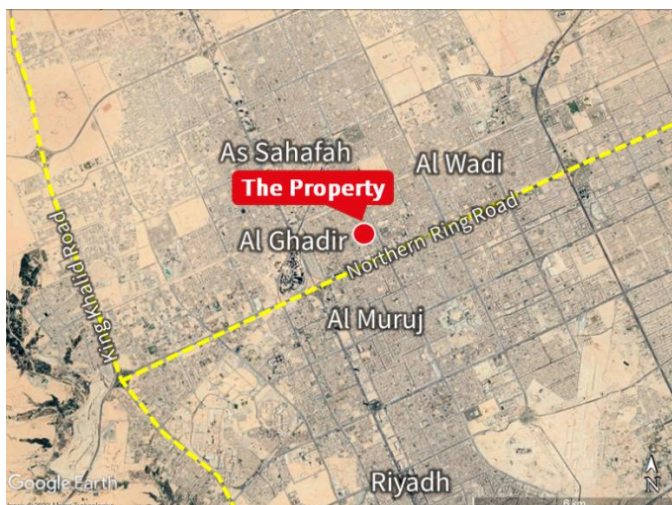 As Sahafah
Al Wadi
The Property
Al Ghadir
Northern Ring Road
King Khalid Road
Al Muruj
Riyadh
Google Earth
N